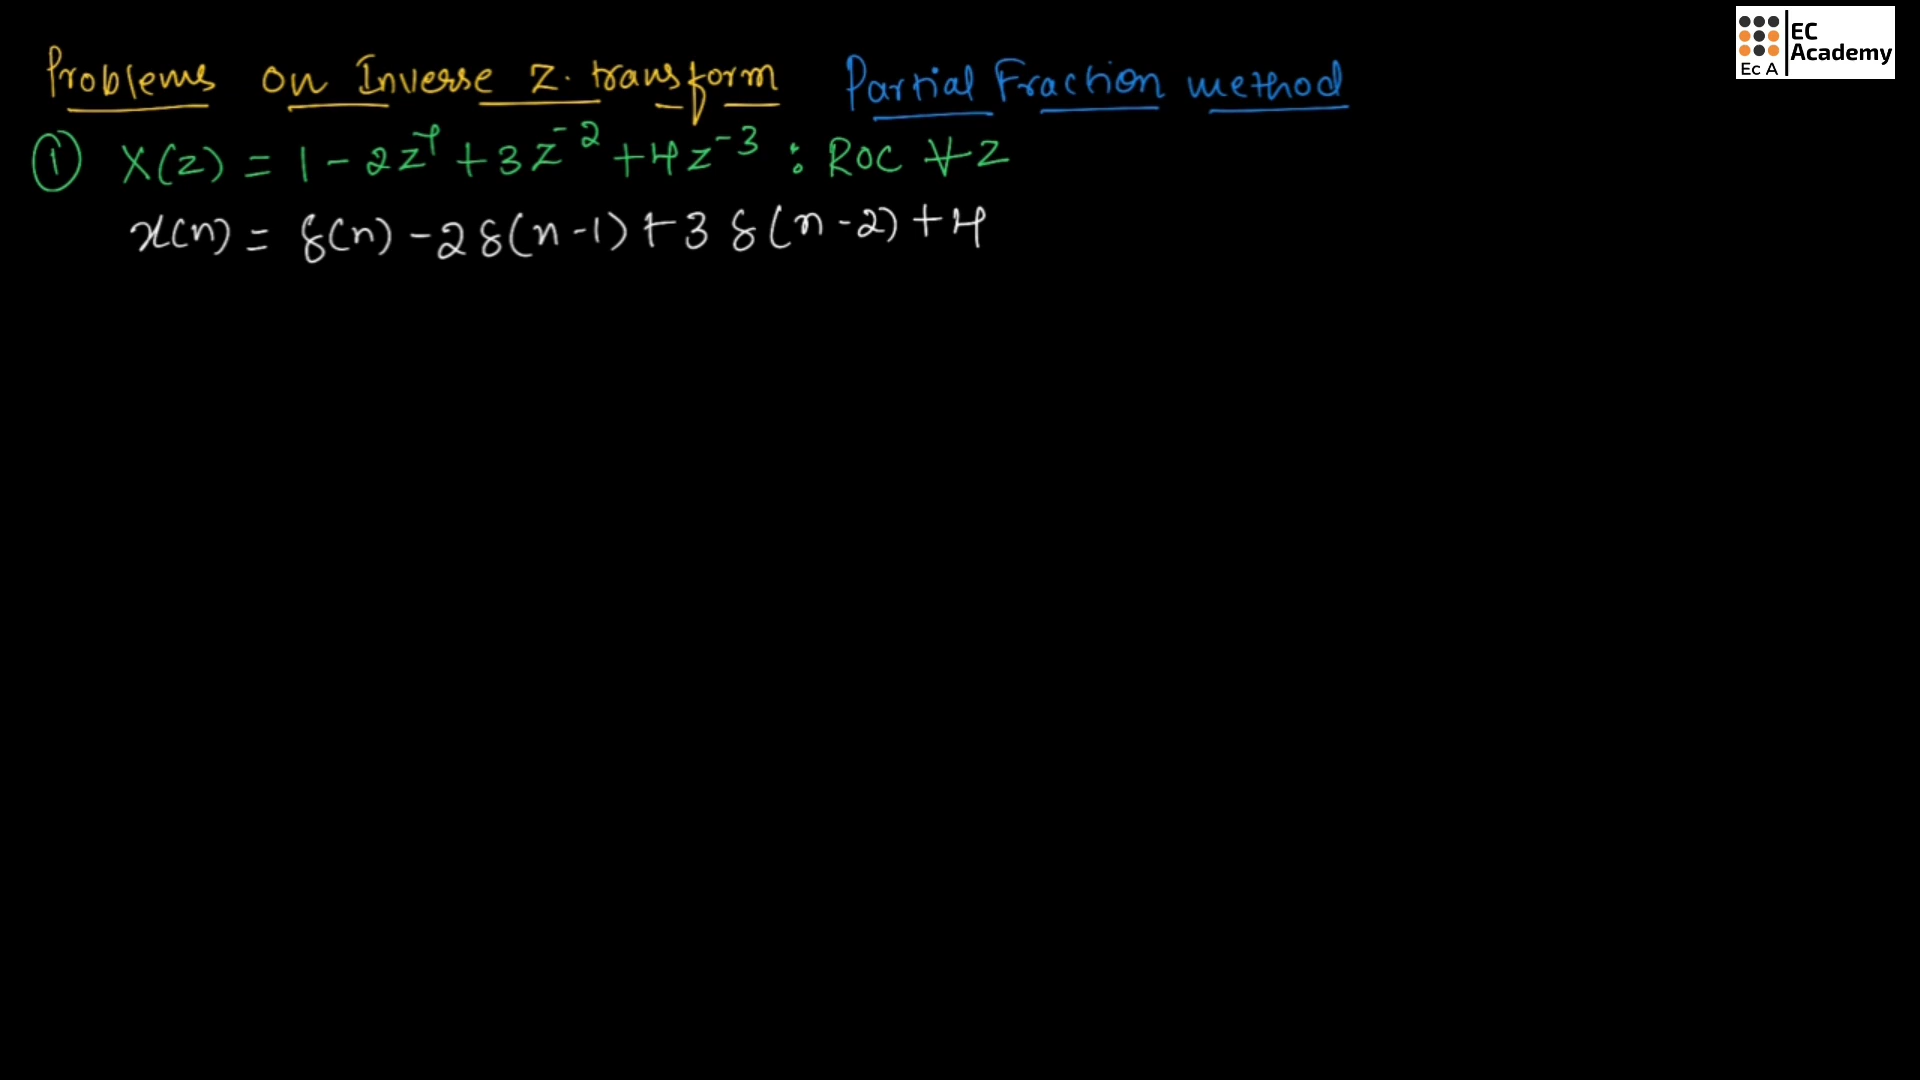 Problems on Inverse Z-transform Partial Fraction method
① X(z) = 1 - 2z⁻¹ + 3z⁻² + 4z⁻³ : ROC ∀ z
x(n) = δ(n) - 2δ(n-1) + 3δ(n-2) + 4
EC
Academy
Ec A